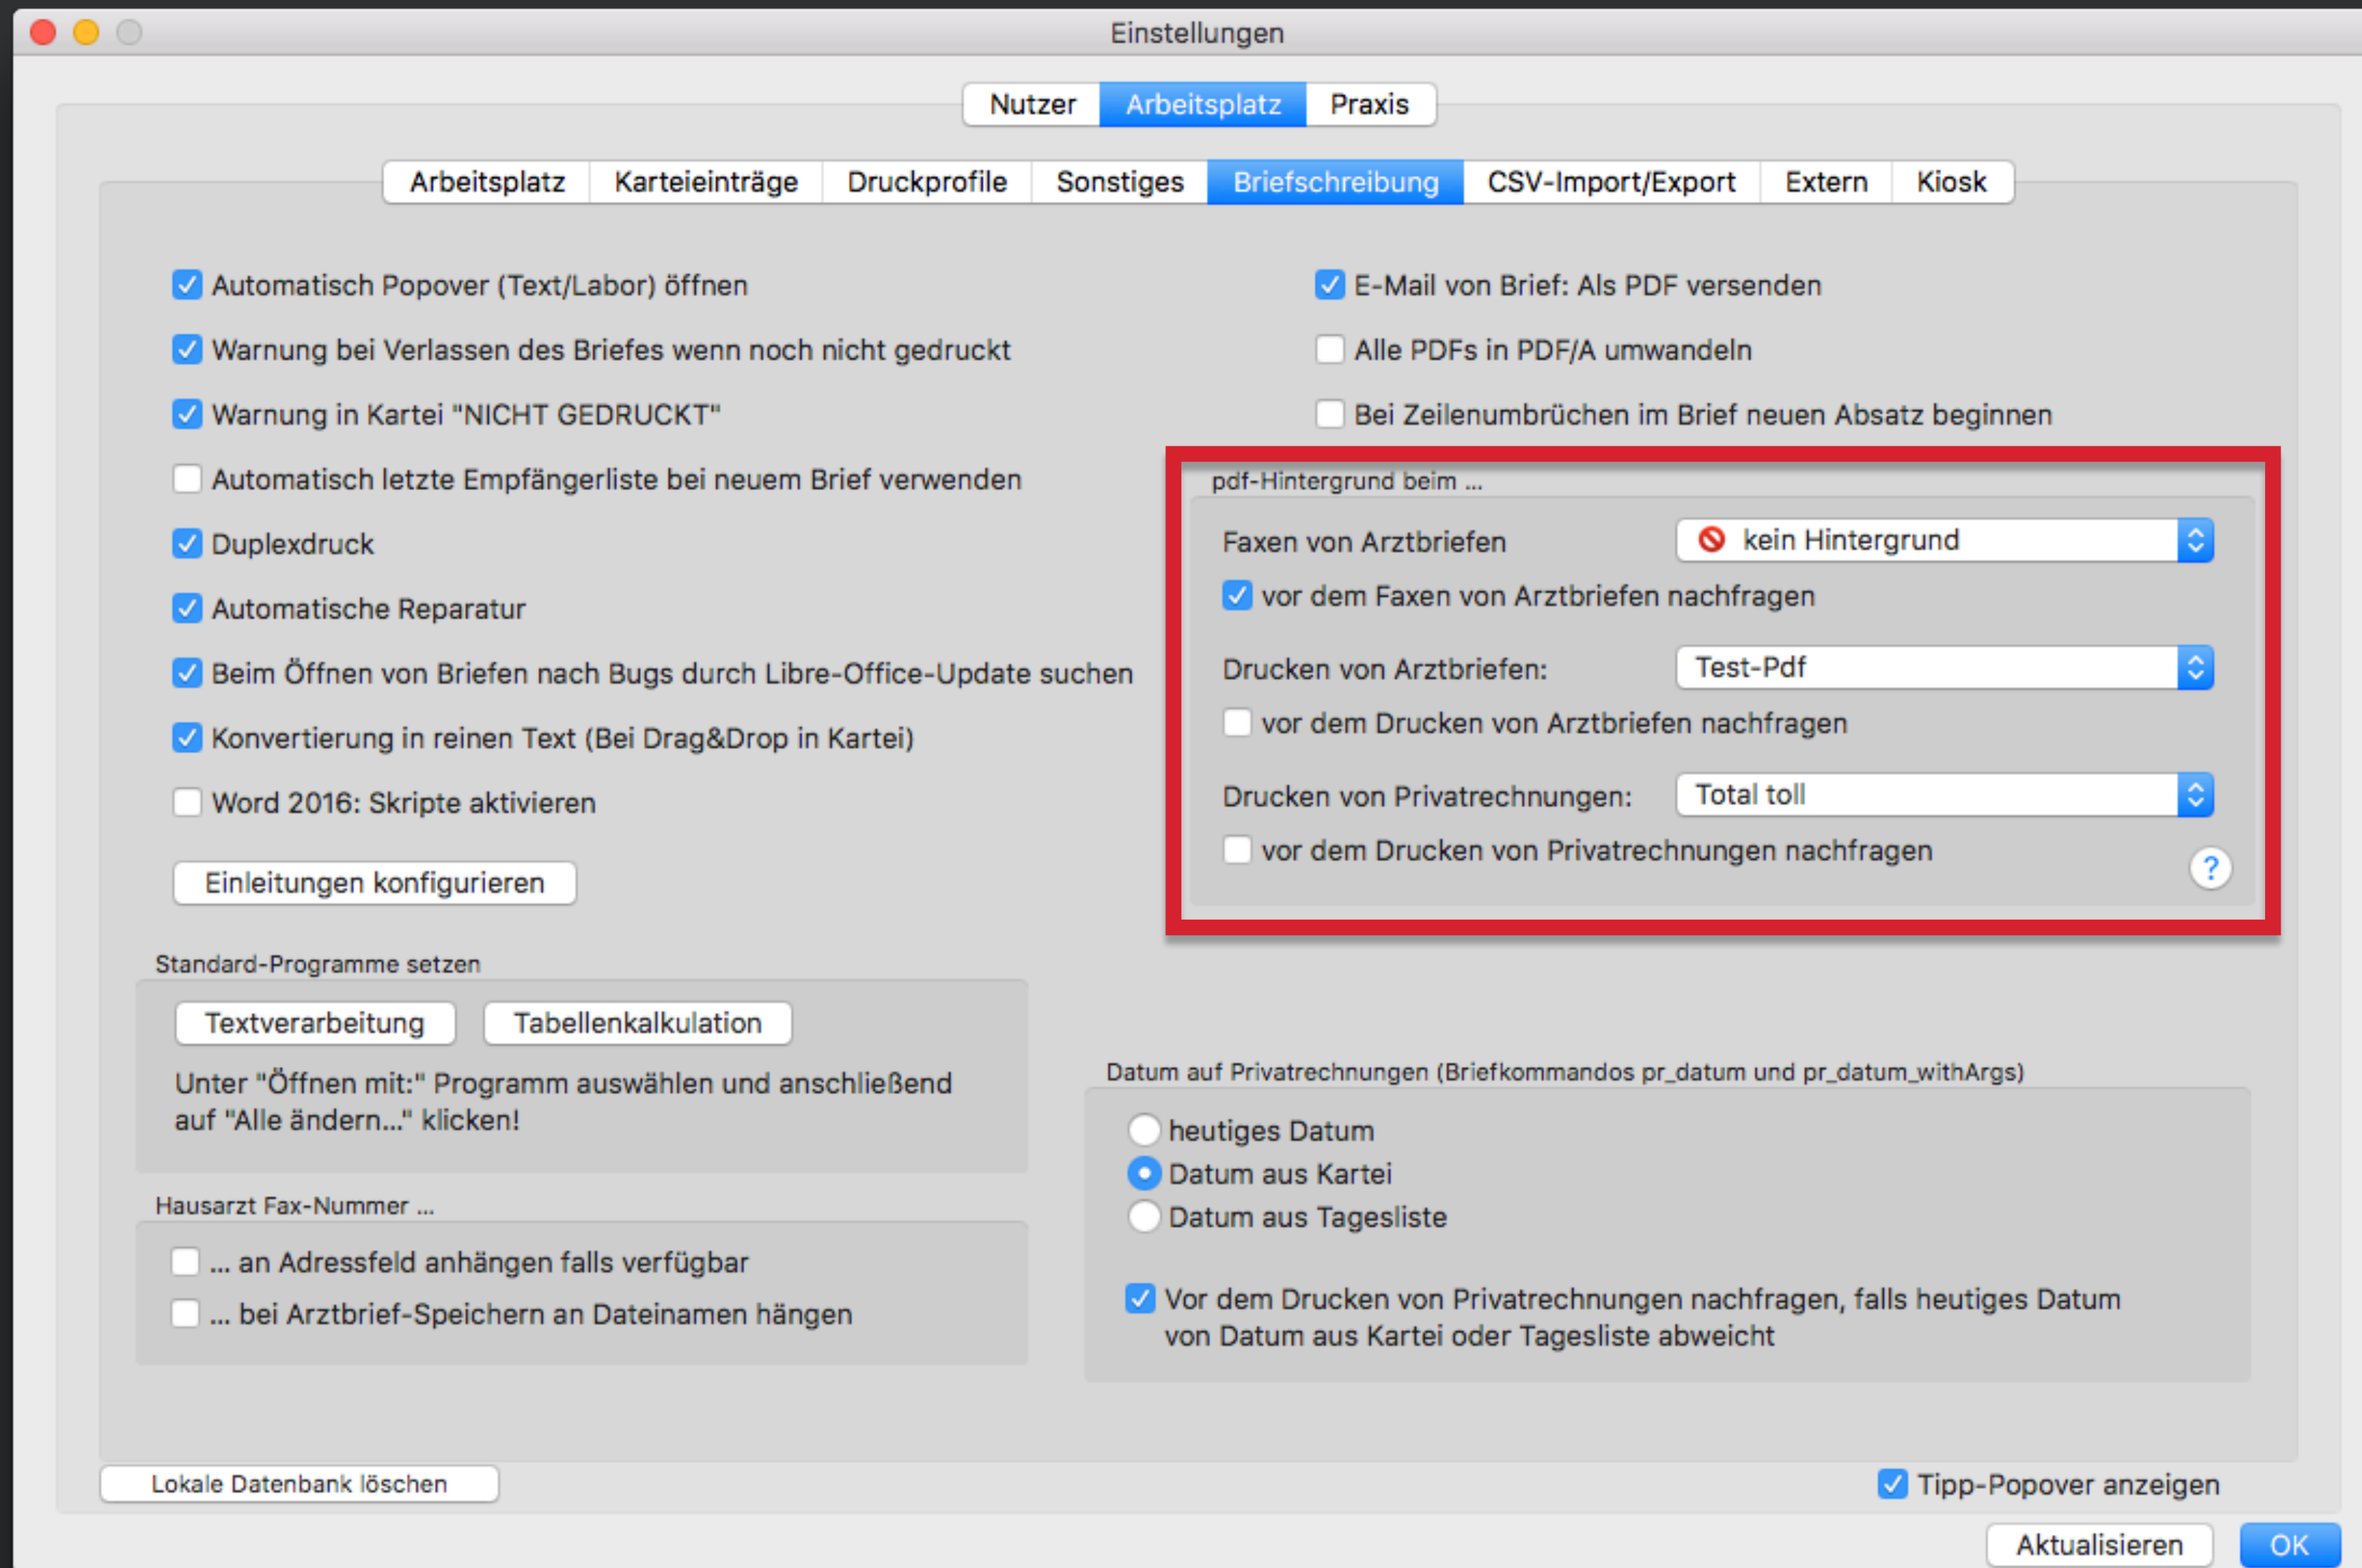 Einstellungen
Nutzer Arbeitsplatz Praxis
Arbeitsplatz Karteieinträge Druckprofile Sonstiges Briefschreibung CSV-Import/Export Extern Kiosk
Automatisch Popover (Text/Labor) öffnen
Warnung bei Verlassen des Briefes wenn noch nicht gedruckt
Warnung in Kartei "NICHT GEDRUCKT"
Automatisch letzte Empfängerliste bei neuem Brief verwenden
Duplexdruck
Automatische Reparatur
Beim Öffnen von Briefen nach Bugs durch Libre-Office-Update suchen
Konvertierung in reinen Text (Bei Drag&Drop in Kartei)
Word 2016: Skripte aktivieren
Einleitungen konfigurieren
E-Mail von Brief: Als PDF versenden
Alle PDFs in PDF/A umwandeln
Bei Zeilenumbrüchen im Brief neuen Absatz beginnen
pdf-Hintergrund beim ...
Faxen von Arztbriefen kein Hintergrund
vor dem Faxen von Arztbriefen nachfragen
Drucken von Arztbriefen: Test-Pdf
vor dem Drucken von Arztbriefen nachfragen
Drucken von Privatrechnungen: Total toll
vor dem Drucken von Privatrechnungen nachfragen
?
Standard-Programme setzen
Textverarbeitung Tabellenkalkulation
Unter "Öffnen mit:" Programm auswählen und anschließend
auf "Alle ändern..." klicken!
Hausarzt Fax-Nummer ...
... an Adressfeld anhängen falls verfügbar
... bei Arztbrief-Speichern an Dateinamen hängen
Datum auf Privatrechnungen (Briefkommandos pr_datum und pr_datum_withArgs)
heutiges Datum
Datum aus Kartei
Datum aus Tagesliste
Vor dem Drucken von Privatrechnungen nachfragen, falls heutiges Datum
von Datum aus Kartei oder Tagesliste abweicht
Lokale Datenbank löschen
Tipp-Popover anzeigen
Aktualisieren OK